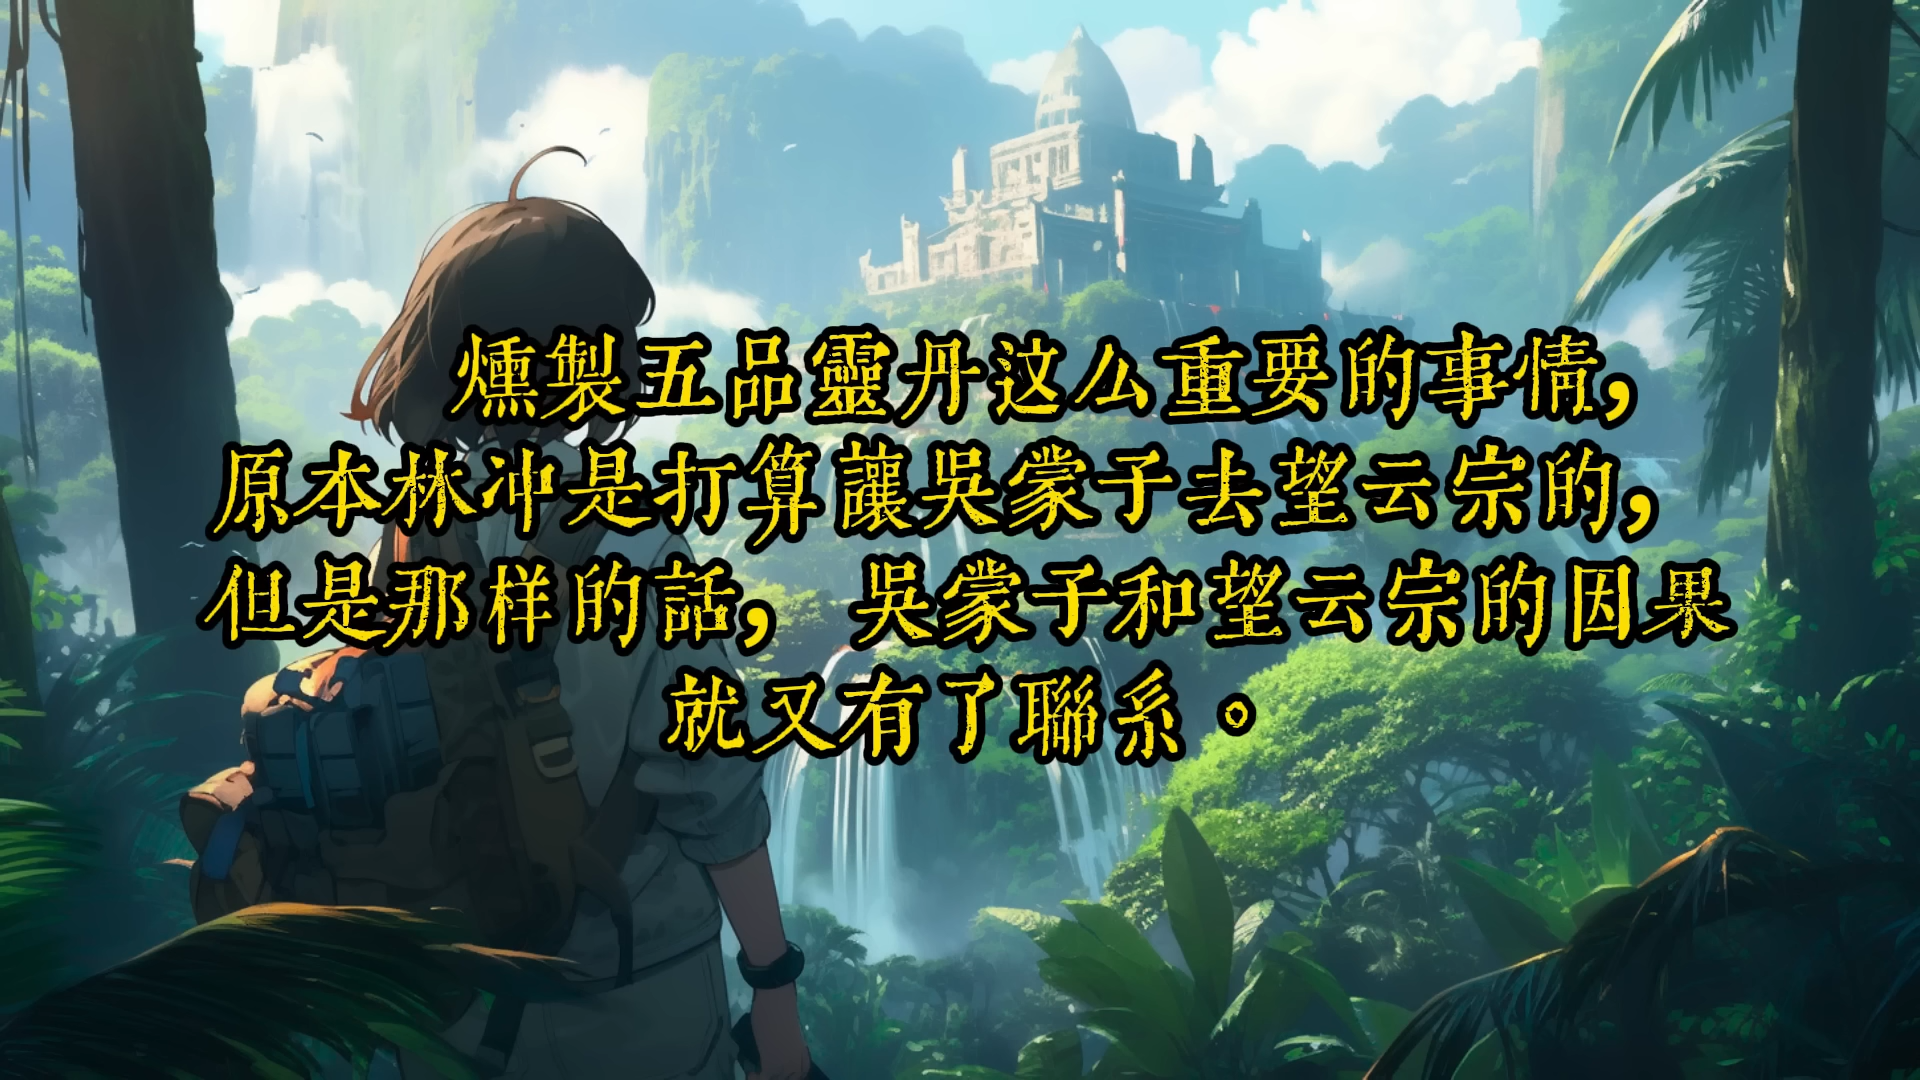 燻製五品靈丹这么重要的事情,
原本林冲是打算讓吳蒙子去望云宗的,
但是那样的話, 吳蒙子和望云宗的因果
就又有了聯系。